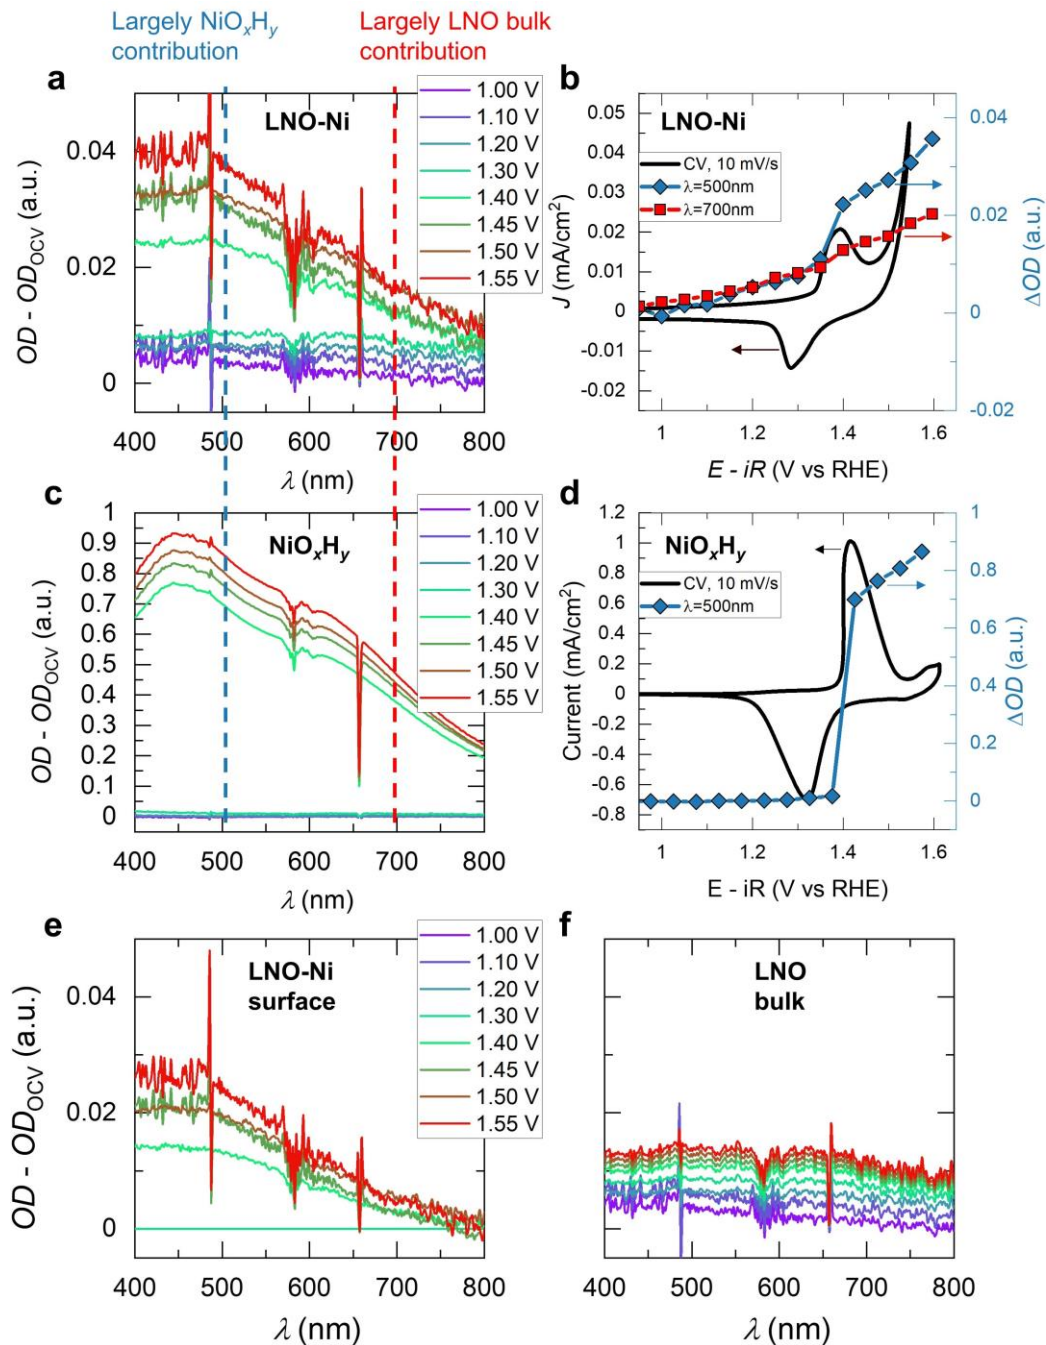 Largely NiOxHy
contribution
Largely LNO bulk
contribution
a
LNO-Ni
1.00 V
1.10 V
1.20 V
1.30 V
1.40 V
1.45 V
1.50 V
1.55 V
OD - OD_OCV (a.u.)
0.04
0.02
0
400 500 600 700 800
λ (nm)
b
LNO-Ni
CV, 10 mV/s
λ=500nm
λ=700nm
J (mA/cm²)
0.05
0.04
0.03
0.02
0.01
0
-0.01
-0.02
0.04
0.02
0
-0.02
ΔOD (a.u.)
1 1.2 1.4 1.6
E - iR (V vs RHE)
c
NiOxHy
1.00 V
1.10 V
1.20 V
1.30 V
1.40 V
1.45 V
1.50 V
1.55 V
OD - OD_OCV (a.u.)
1
0.9
0.8
0.7
0.6
0.5
0.4
0.3
0.2
0.1
0
400 500 600 700 800
λ (nm)
d
NiOxHy
CV, 10 mV/s
λ=500nm
Current (mA/cm²)
1.2
1
0.8
0.6
0.4
0.2
0
-0.2
-0.4
-0.6
-0.8
1
0.8
0.6
0.4
0.2
0
ΔOD (a.u.)
1 1.2 1.4 1.6
E - iR (V vs RHE)
e
LNO-Ni
surface
1.00 V
1.10 V
1.20 V
1.30 V
1.40 V
1.45 V
1.50 V
1.55 V
OD - OD_OCV (a.u.)
0.04
0.02
0
400 500 600 700 800
λ (nm)
f
LNO
bulk
400 500 600 700 800
λ (nm)